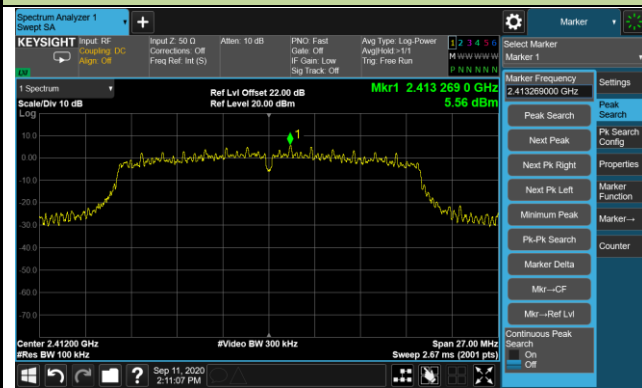 Spectrum Analyzer 1
Swept SA
Marker
KEYSIGHT
Input: RF
Coupling: DC
Align: Off
Input Z: 50 Ω
Corrections: Off
Freq Ref: Int (S)
Atten: 10 dB
PNO: Fast
Gate: Off
IF Gain: Low
Sig Track: Off
Avg Type: Log-Power
Avg|Hold:>1/1
Trig: Free Run
1 2 3 4 5 6
M W W W W W
P N N N N N
Select Marker
Marker 1
1 Spectrum
Scale/Div 10 dB
Log
Ref Lvl Offset 22.00 dB
Ref Level 20.00 dBm
Mkr1 2.413 269 0 GHz
5.56 dBm
1
10.0
0.00
-10.0
-20.0
-30.0
-40.0
-50.0
-60.0
-70.0
Center 2.41200 GHz
#Res BW 100 kHz
#Video BW 300 kHz
Span 27.00 MHz
Sweep 2.67 ms (2001 pts)
Marker Frequency
2.413269000 GHz
Peak Search
Next Peak
Next Pk Right
Next Pk Left
Minimum Peak
Pk-Pk Search
Marker Delta
Mkr→CF
Mkr→Ref Lvl
Continuous Peak
Search
On
Off
Settings
Peak
Search
Pk Search
Config
Properties
Marker
Function
Marker→
Counter
Sep 11, 2020
2:11:07 PM